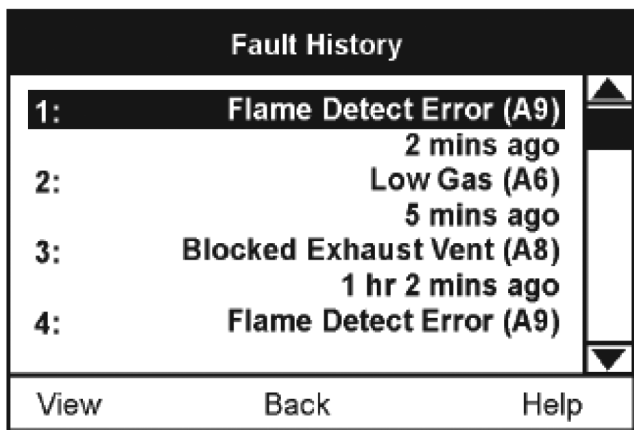 Fault History
1: Flame Detect Error (A9)
2 mins ago
2: Low Gas (A6)
5 mins ago
3: Blocked Exhaust Vent (A8)
1 hr 2 mins ago
4: Flame Detect Error (A9)
View Back Help